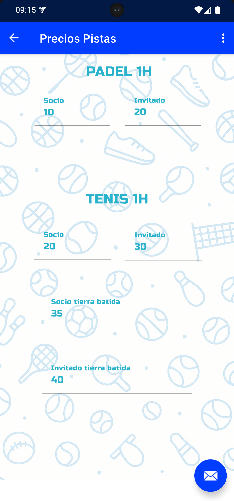 09:15
Precios Pistas
PADEL 1H
Socio Invitado
10 20
TENIS 1H
Socio Invitado
20 30
Socio tierra batida
35
Invitado tierra batida
40